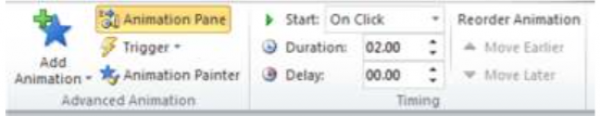 Animation Pane
Trigger
Add
Animation
Animation Painter
Advanced Animation
Start: On Click
Duration: 02.00
Delay: 00.00
Timing
Reorder Animation
Move Earlier
Move Later